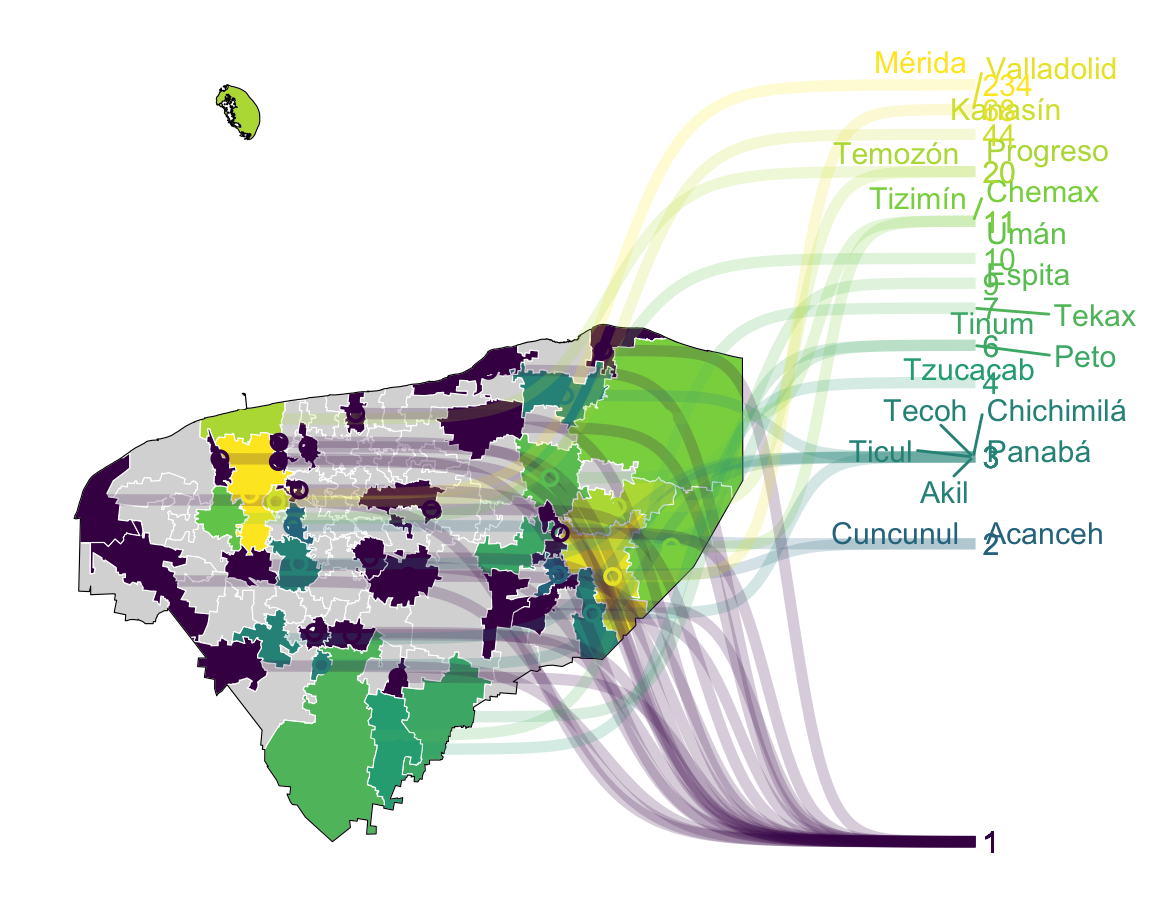 Mérida
Valladolid
234
68
Kanasín
44
Temozón
Progreso
20
Tizimín
Chemax
11
Umán
10
Espita
9
7
Tekax
Tinum
6
Peto
Tzucacab
4
Tecoh
Chichimilá
Ticul
3
Panabá
Akil
Cuncunul
2
Acanceh
1